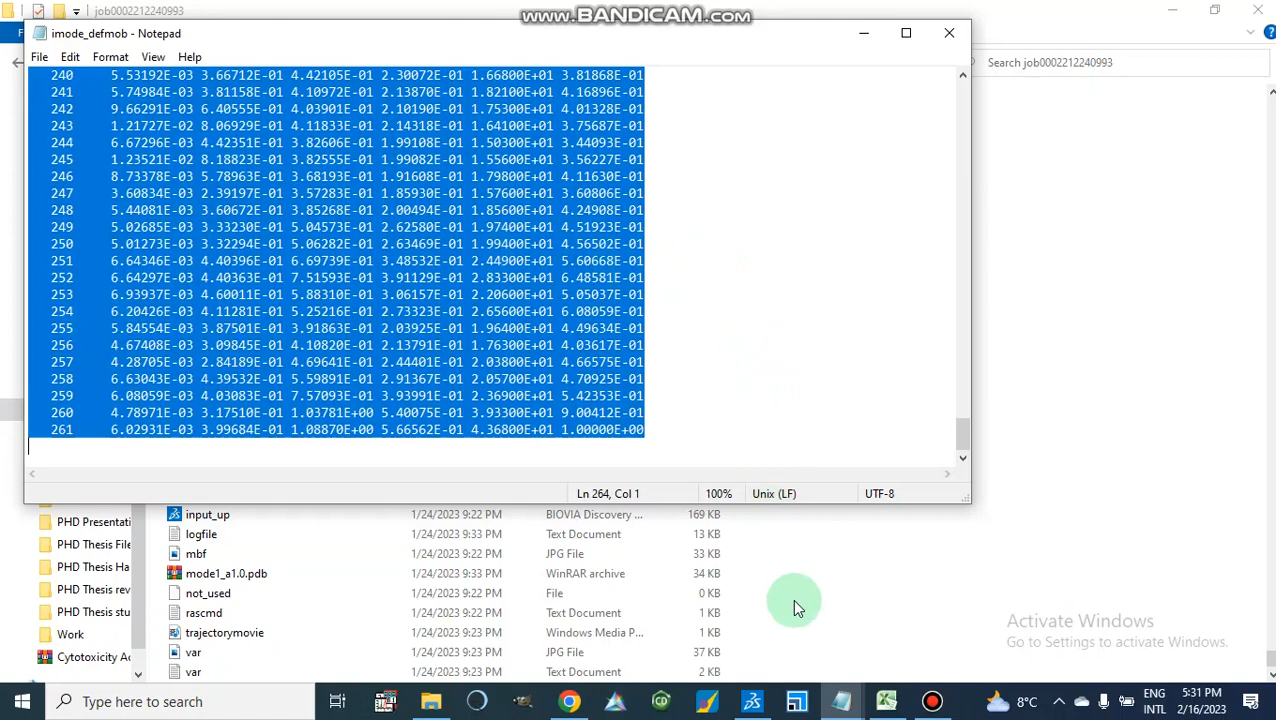 job0002212240993
www.BANDICAM.com
imode_defmob - Notepad
File Edit Format View Help
Search job0002212240993
240 5.53192E-03 3.66712E-01 4.42105E-01 2.30072E-01 1.66800E+01 3.81868E-01
241 5.74984E-03 3.81158E-01 4.10972E-01 2.13870E-01 1.82100E+01 4.16896E-01
242 9.66291E-03 6.40555E-01 4.03901E-01 2.10190E-01 1.75300E+01 4.01328E-01
243 1.21727E-02 8.06929E-01 4.11833E-01 2.14318E-01 1.64100E+01 3.75687E-01
244 6.67296E-03 4.42351E-01 3.82606E-01 1.99108E-01 1.50300E+01 3.44093E-01
245 1.23521E-02 8.18823E-01 3.82555E-01 1.99082E-01 1.55600E+01 3.56227E-01
246 8.73378E-03 5.78963E-01 3.68193E-01 1.91608E-01 1.79800E+01 4.11630E-01
247 3.60834E-03 2.39197E-01 3.57283E-01 1.85930E-01 1.57600E+01 3.60806E-01
248 5.44081E-03 3.60672E-01 3.85268E-01 2.00494E-01 1.85600E+01 4.24908E-01
249 5.02685E-03 3.33230E-01 5.04573E-01 2.62580E-01 1.97400E+01 4.51923E-01
250 5.01273E-03 3.32294E-01 5.06282E-01 2.63469E-01 1.99400E+01 4.56502E-01
251 6.64346E-03 4.40396E-01 6.69739E-01 3.48532E-01 2.44900E+01 5.60668E-01
252 6.64297E-03 4.40363E-01 7.51593E-01 3.91129E-01 2.83300E+01 6.48581E-01
253 6.93937E-03 4.60011E-01 5.88310E-01 3.06157E-01 2.20600E+01 5.05037E-01
254 6.20426E-03 4.11281E-01 5.25216E-01 2.73323E-01 2.65600E+01 6.08059E-01
255 5.84554E-03 3.87501E-01 3.91863E-01 2.03925E-01 1.96400E+01 4.49634E-01
256 4.67408E-03 3.09845E-01 4.10820E-01 2.13791E-01 1.76300E+01 4.03617E-01
257 4.28705E-03 2.84189E-01 4.69641E-01 2.44401E-01 2.03800E+01 4.66575E-01
258 6.63043E-03 4.39532E-01 5.59891E-01 2.91367E-01 2.05700E+01 4.70925E-01
259 6.08059E-03 4.03083E-01 7.57093E-01 3.93991E-01 2.36900E+01 5.42353E-01
260 4.78971E-03 3.17510E-01 1.03781E+00 5.40075E-01 3.93300E+01 9.00412E-01
261 6.02931E-03 3.99684E-01 1.08870E+00 5.66562E-01 4.36800E+01 1.00000E+00
Ln 264, Col 1 100% Unix (LF) UTF-8
PHD Presentati input_up 1/24/2023 9:22 PM BIOVIA Discovery ... 169 KB
PHD Thesis File logfile 1/24/2023 9:33 PM Text Document 13 KB
mbf 1/24/2023 9:22 PM JPG File 33 KB
PHD Thesis Ha mode1_a1.0.pdb 1/24/2023 9:33 PM WinRAR archive 34 KB
PHD Thesis rev not_used 1/24/2023 9:22 PM File 0 KB
PHD Thesis stu rascmd 1/24/2023 9:22 PM Text Document 1 KB
Work trajectorymovie 1/24/2023 9:23 PM Windows Media P... 1 KB
Cytotoxicity Ac var 1/24/2023 9:23 PM JPG File 37 KB
var 1/24/2023 9:22 PM Text Document 2 KB
Activate Windows
Go to Settings to activate Windows.
Type here to search 8°C ENG INTL 5:31 PM 2/16/2023